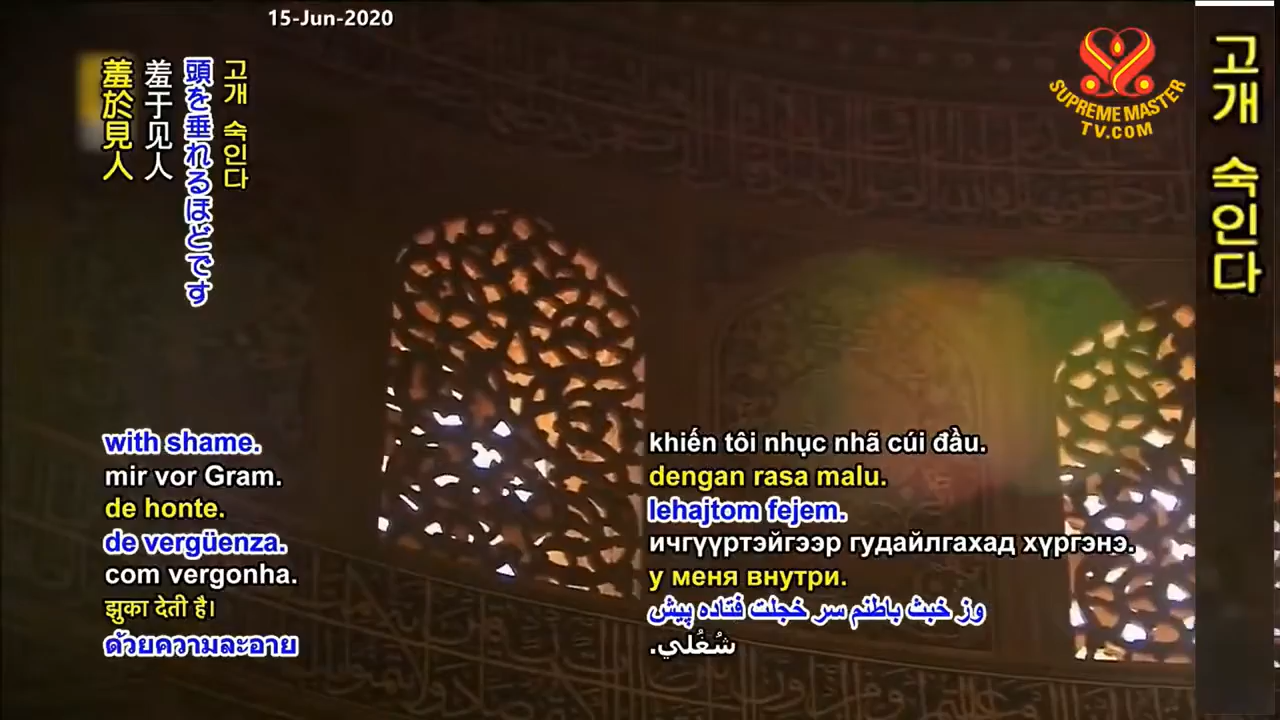 15-Jun-2020
SUPREME MASTER
TV.COM
고개 숙인다
고개 숙인다
頭を垂れるほどです
羞于见人
羞於見人
with shame.
mir vor Gram.
de honte.
de vergüenza.
com vergonha.
झुका देती है।
ด้วยความละอาย
khiến tôi nhục nhã cúi đầu.
dengan rasa malu.
lehajtom fejem.
ичгүүртэйгээр гудайлгахад хүргэнэ.
у меня внутри.
وز خبث باطنم سر خجلت فتاده پیش
شُغُلي.